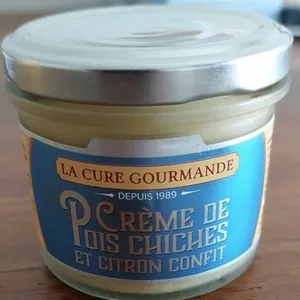 LA CURE GOURMANDE
DEPUIS 1989
CRÈME DE
POIS CHICHES
ET CITRON CONFIT